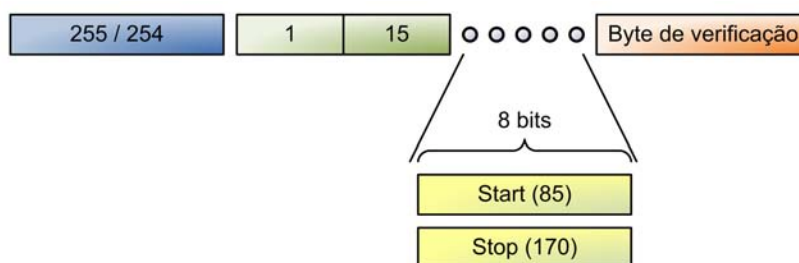 255 / 254 1 15 Byte de verificação
8 bits
Start (85)
Stop (170)